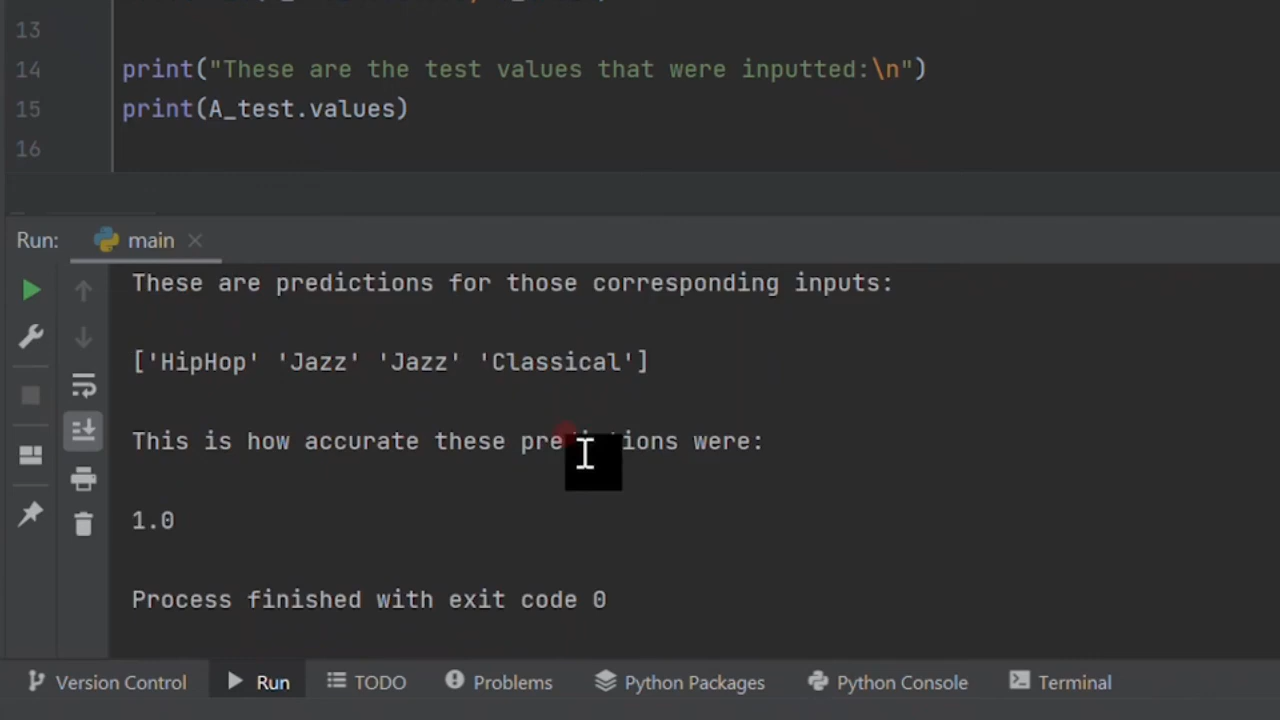 13
14 print("These are the test values that were inputted:\n")
15 print(A_test.values)
16
Run: main
These are predictions for those corresponding inputs:
['HipHop' 'Jazz' 'Jazz' 'Classical']
This is how accurate these predictions were:
1.0
Process finished with exit code 0
Version Control Run TODO Problems Python Packages Python Console Terminal